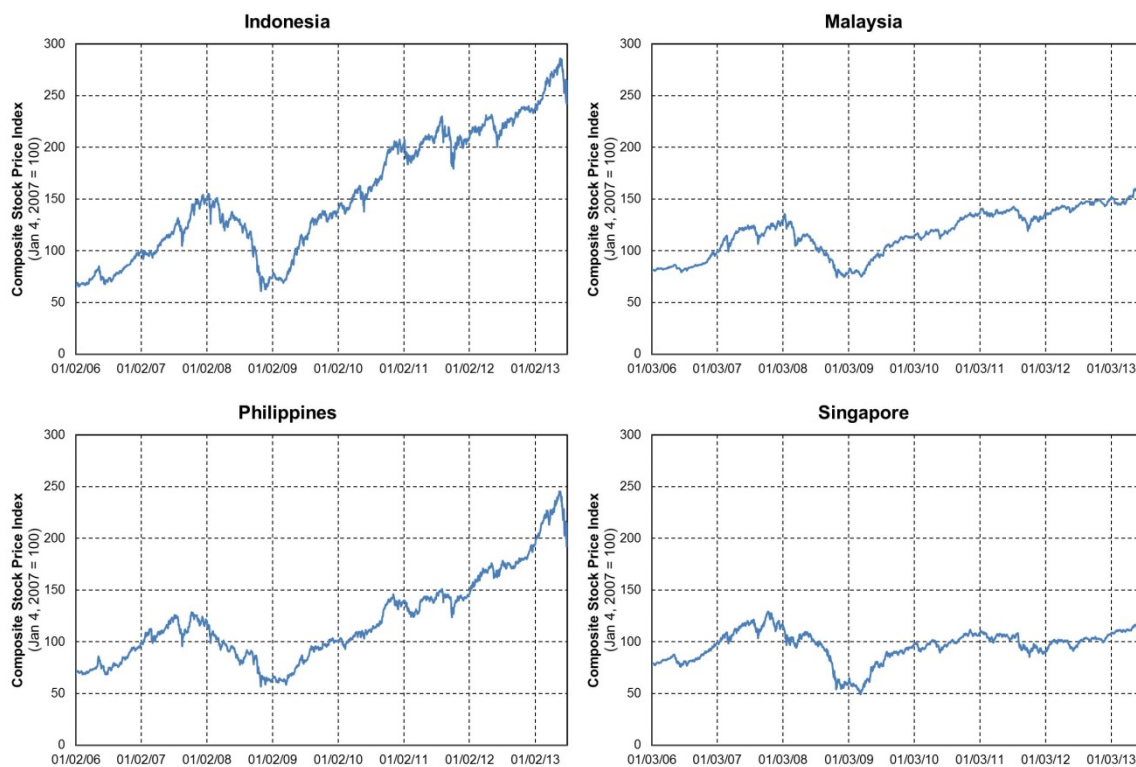 Indonesia
Composite Stock Price Index
(Jan 4, 2007 = 100)
300
250
200
150
100
50
0
01/02/06 01/02/07 01/02/08 01/02/09 01/02/10 01/02/11 01/02/12 01/02/13
Malaysia
Composite Stock Price Index
(Jan 4, 2007 = 100)
300
250
200
150
100
50
0
01/03/06 01/03/07 01/03/08 01/03/09 01/03/10 01/03/11 01/03/12 01/03/13
Philippines
Composite Stock Price Index
(Jan 4, 2007 = 100)
300
250
200
150
100
50
0
01/02/06 01/02/07 01/02/08 01/02/09 01/02/10 01/02/11 01/02/12 01/02/13
Singapore
Composite Stock Price Index
(Jan 4, 2007 = 100)
300
250
200
150
100
50
0
01/03/06 01/03/07 01/03/08 01/03/09 01/03/10 01/03/11 01/03/12 01/03/13